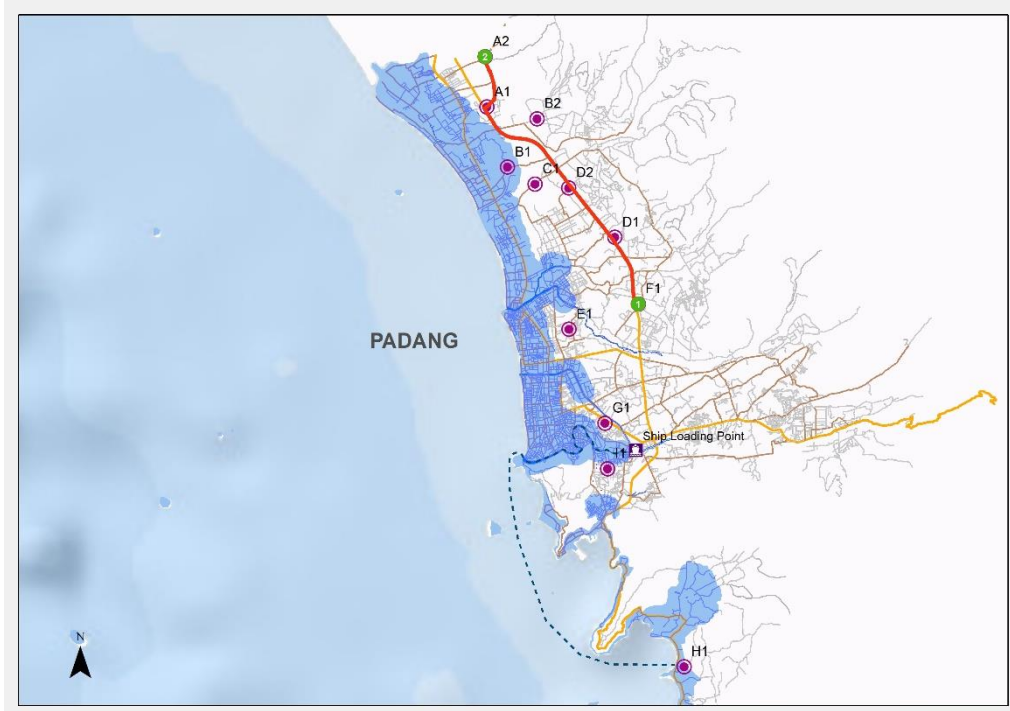 A2
2
A1
B2
B1
C1
D2
D1
F1
1
E1
PADANG
G1
Ship Loading Point
I1
N
H1